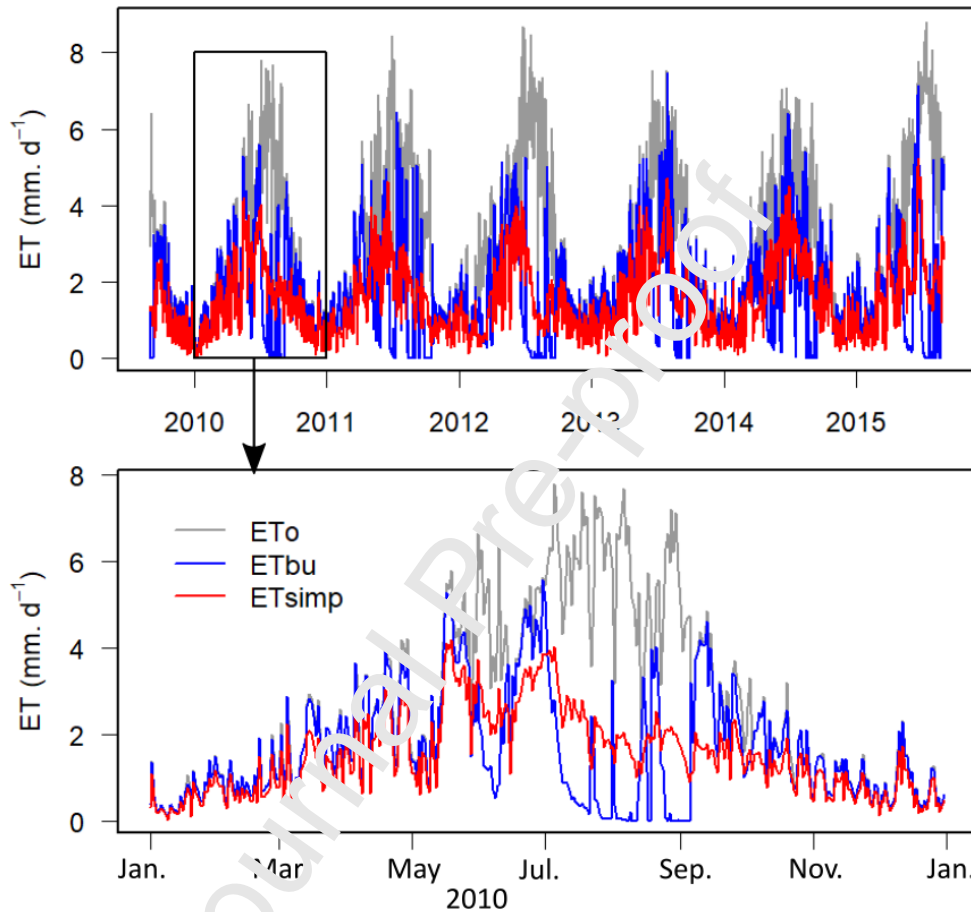 8
6
4
2
0
ET (mm. d⁻¹)
2010 2011 2012 2013 2014 2015
8
6
4
2
0
ET (mm. d⁻¹)
ETo
ETbu
ETsimp
Jan. Mar May Jul. Sep. Nov. Jan.
2010
Journal Pre-proof